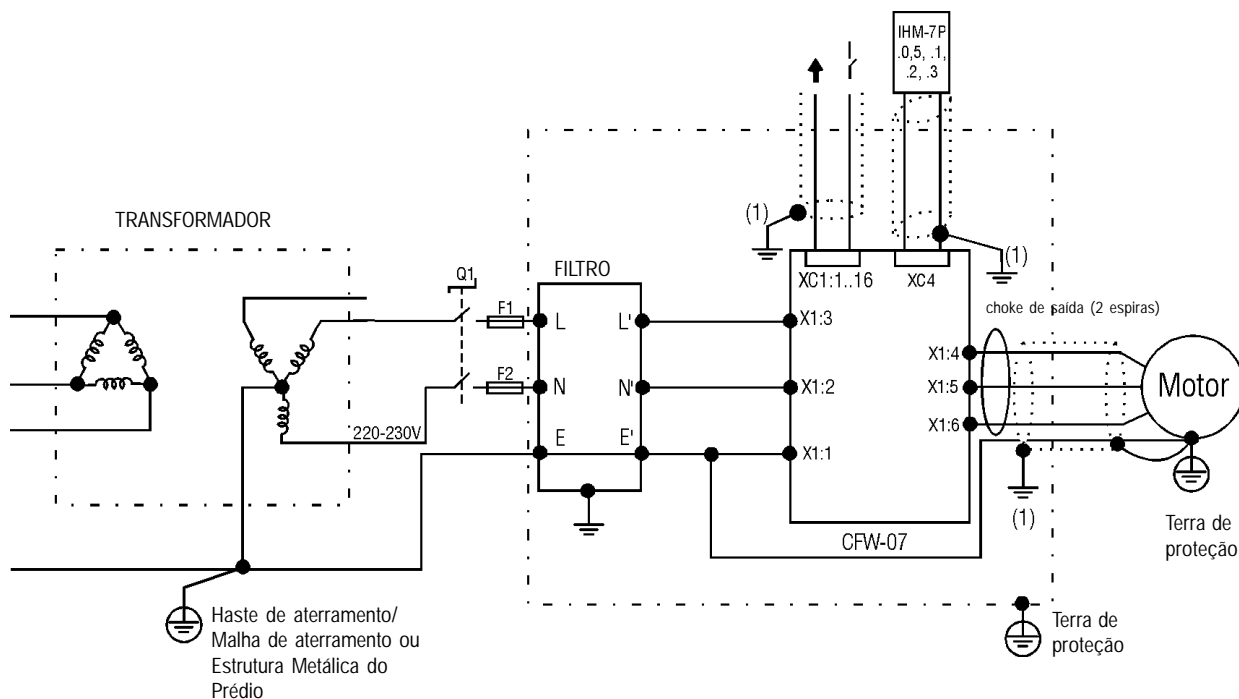 IHM-7P
.0,5, .1,
.2, .3
(1)
(1)
TRANSFORMADOR
Q1
FILTRO
XC1:1..16
XC4
choke de saída (2 espiras)
F1
L
L'
X1:3
X1:4
F2
N
N'
X1:2
X1:5
Motor
220-230V
E
E'
X1:1
X1:6
(1)
CFW-07
Terra de
proteção
Haste de aterramento/
Malha de aterramento ou
Estrutura Metálica do
Prédio
Terra de
proteção